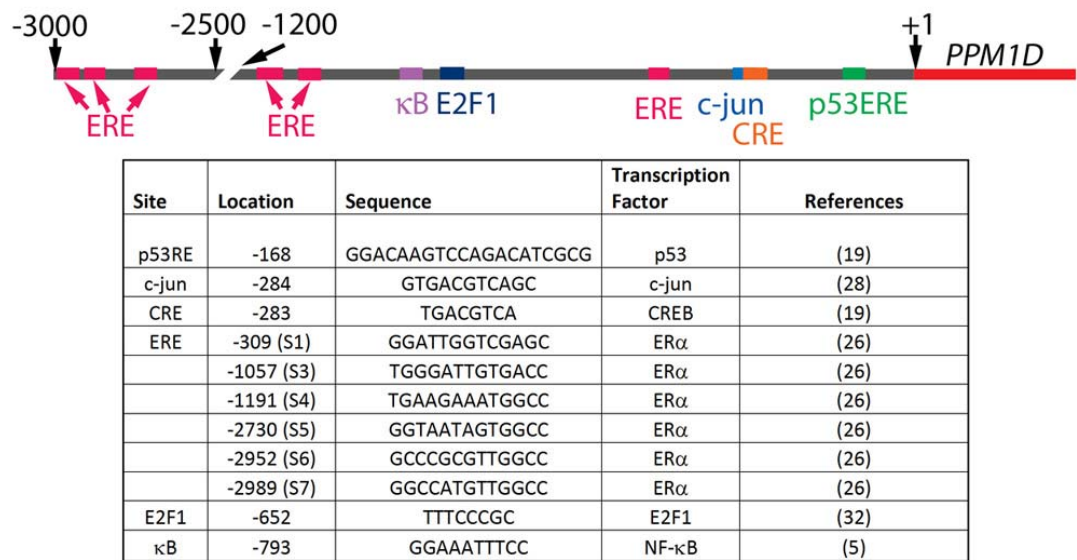 -3000 -2500 -1200 +1
PPM1D
ERE ERE κB E2F1 ERE c-jun p53ERE
CRE
Site Location Sequence Transcription Factor References
p53RE -168 GGACAAGTCCAGACATCGCG p53 (19)
c-jun -284 GTGACGTCAGC c-jun (28)
CRE -283 TGACGTCA CREB (19)
ERE -309 (S1) GGATTGGTCGAGC ERα (26)
-1057 (S3) TGGGATTGTGACC ERα (26)
-1191 (S4) TGAAGAAATGGCC ERα (26)
-2730 (S5) GGTAATAGTGGCC ERα (26)
-2952 (S6) GCCCGCGTTGGCC ERα (26)
-2989 (S7) GGCCATGTTGGCC ERα (26)
E2F1 -652 TTTCCCGC E2F1 (32)
κB -793 GGAAATTTCC NF-κB (5)